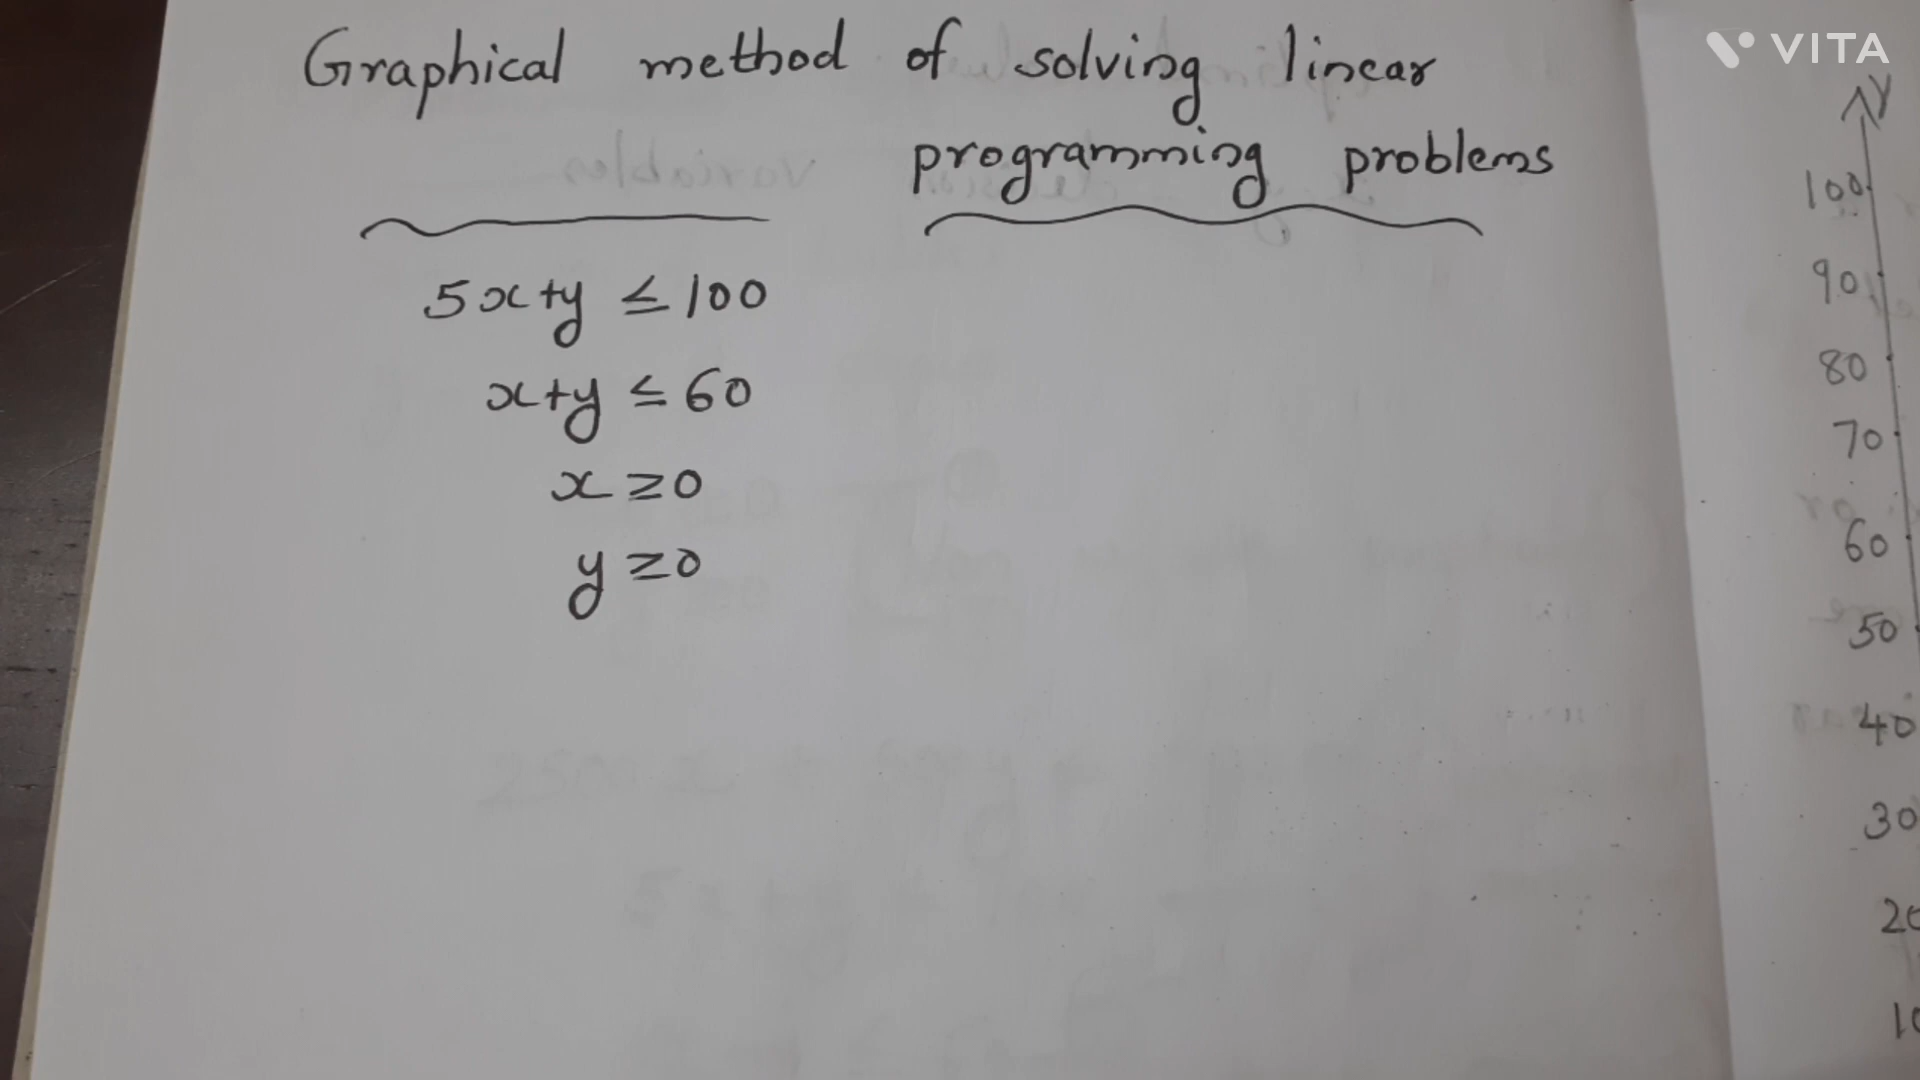 Graphical method of solving linear
programming problems
5x+y ≤ 100
x+y ≤ 60
x ≥ 0
y ≥ 0
VITA
Y
100
90
80
70
60
50
40
30